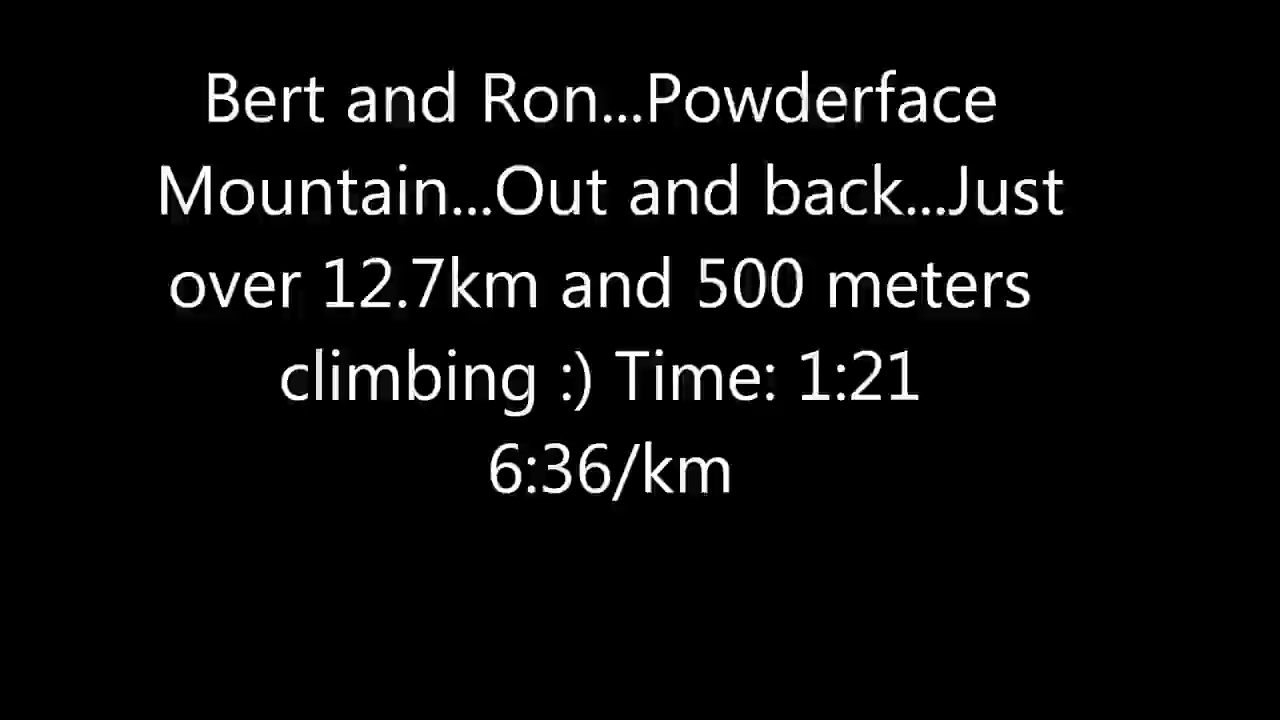 Bert and Ron...Powderface
Mountain...Out and back...Just
over 12.7km and 500 meters
climbing :) Time: 1:21
6:36/km